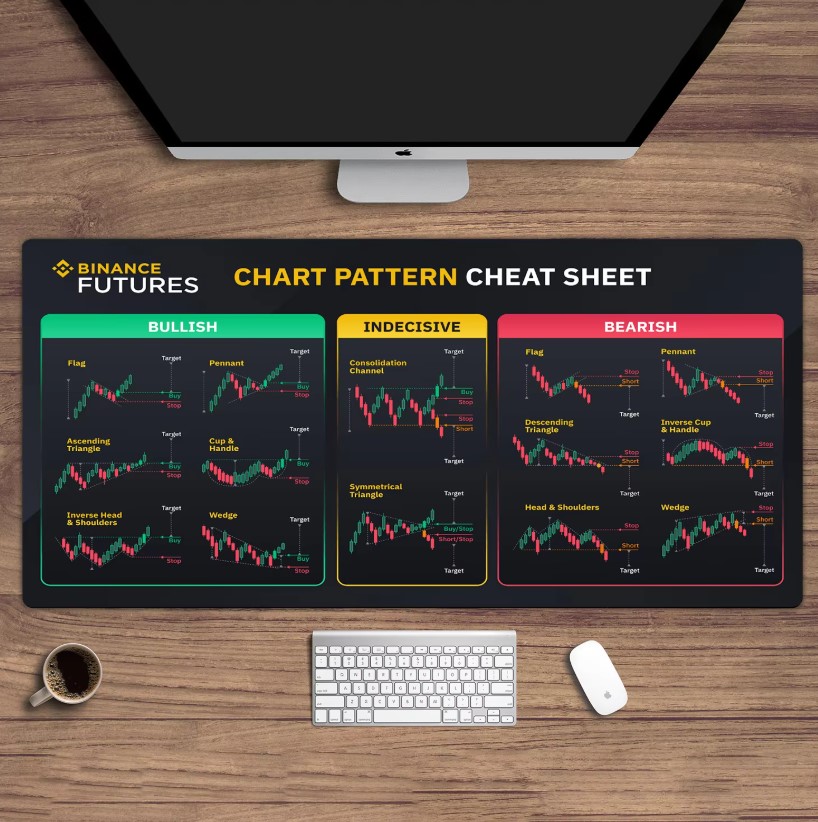 BINANCE
FUTURES
CHART PATTERN CHEAT SHEET
BULLISH
Flag
Target
Buy
Stop
Pennant
Target
Buy
Stop
Ascending
Triangle
Target
Buy
Stop
Cup &
Handle
Target
Buy
Stop
Inverse Head
& Shoulders
Target
Buy
Stop
Wedge
Target
Buy
Stop
INDECISIVE
Consolidation
Channel
Target
Buy
Stop
Stop
Short
Target
Symmetrical
Triangle
Target
Buy/Stop
Short/Stop
Target
BEARISH
Flag
Stop
Short
Target
Pennant
Stop
Short
Target
Descending
Triangle
Stop
Short
Target
Inverse Cup
& Handle
Stop
Short
Target
Head & Shoulders
Stop
Short
Target
Wedge
Stop
Short
Target